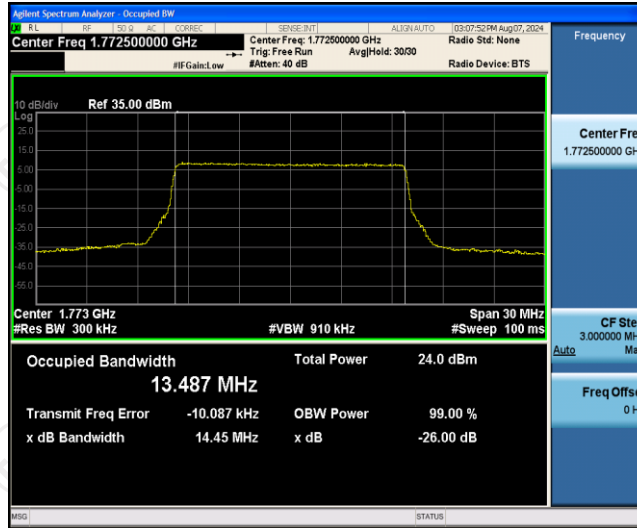 Agilent Spectrum Analyzer - Occupied BW
RL RF 50 Ω AC CORREC SENSE:INT ALIGN AUTO 03:07:52 PM Aug 07, 2024
Center Freq 1.772500000 GHz
Center Freq: 1.772500000 GHz
Radio Std: None
Trig: Free Run Avg|Hold: 30/30
#IFGain:Low #Atten: 40 dB Radio Device: BTS
Frequency
10 dB/div Ref 35.00 dBm
Log
25.0
15.0
5.00
-5.00
-15.0
-25.0
-35.0
-45.0
-55.0
Center Fre
1.772500000 GH
Center 1.773 GHz Span 30 MHz
#Res BW 300 kHz #VBW 910 kHz #Sweep 100 ms
CF Ste
3.000000 MH
Auto Ma
Occupied Bandwidth Total Power 24.0 dBm
13.487 MHz
Transmit Freq Error -10.087 kHz OBW Power 99.00 %
x dB Bandwidth 14.45 MHz x dB -26.00 dB
Freq Offse
0 H
MSG STATUS